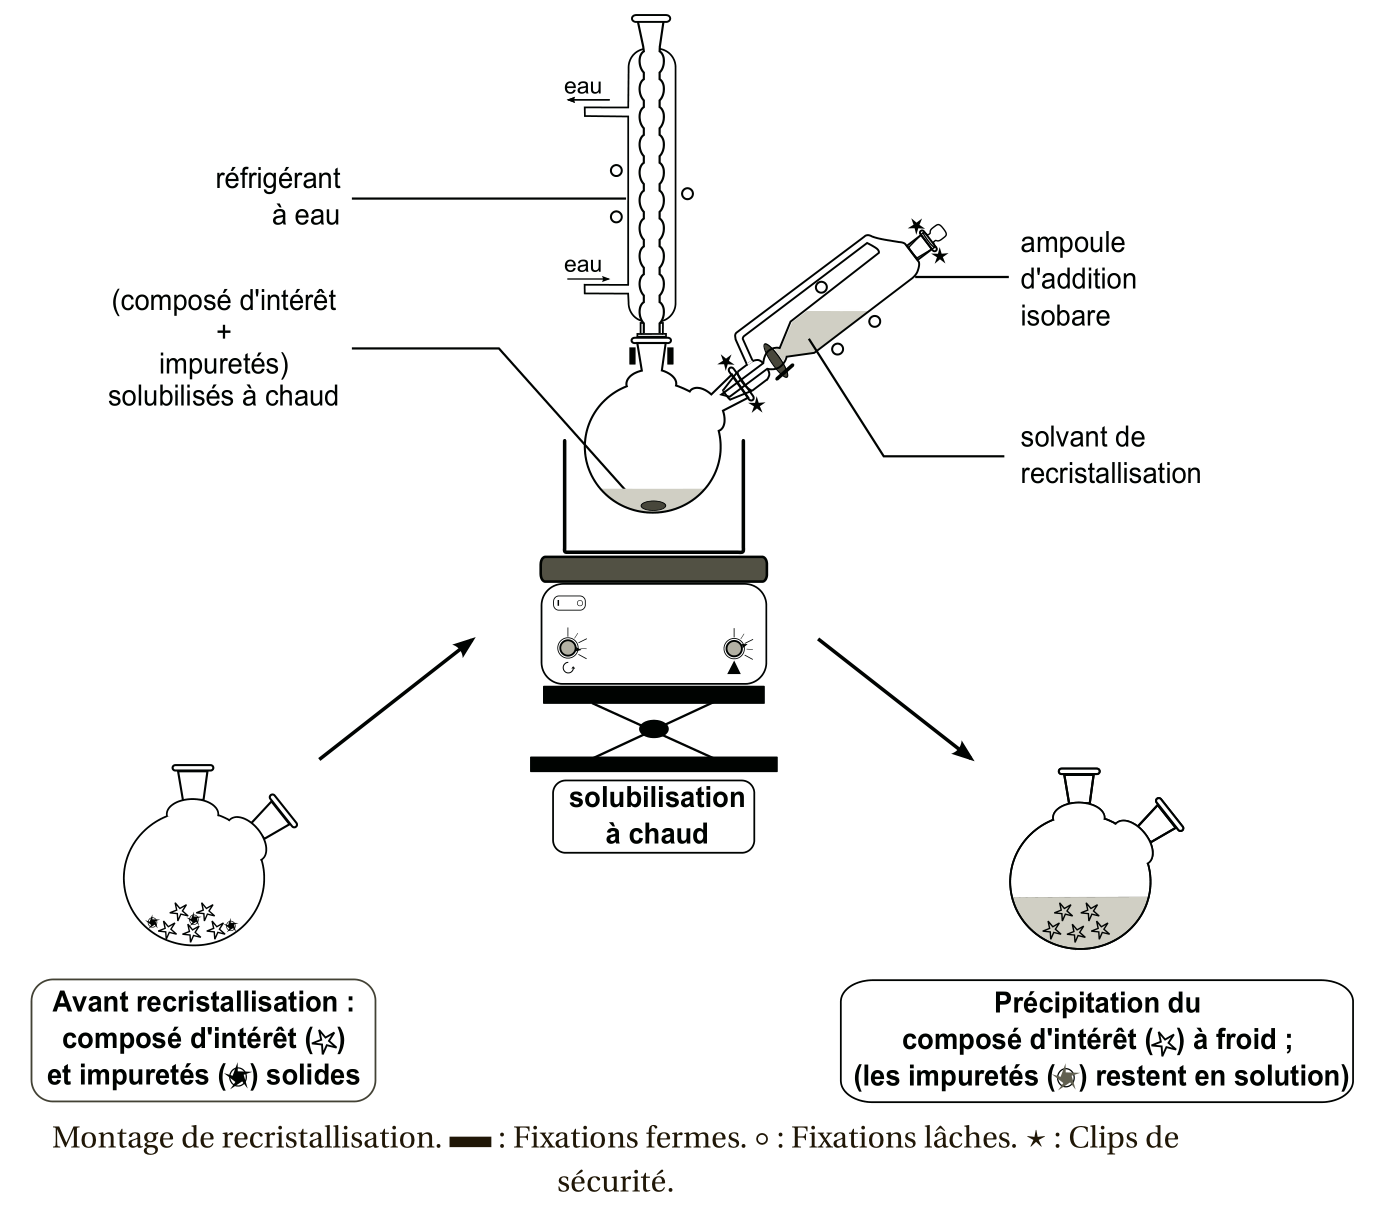 eau
réfrigérant
à eau
eau
(composé d'intérêt
+
impuretés)
solubilisés à chaud
ampoule
d'addition
isobare
solvant de
recristallisation
solubilisation
à chaud
Avant recristallisation :
composé d'intérêt (☆)
et impuretés (✹) solides
Précipitation du
composé d'intérêt (☆) à froid ;
(les impuretés (✹) restent en solution)
Montage de recristallisation. ▬ : Fixations fermes. ○ : Fixations lâches. ★ : Clips de
sécurité.